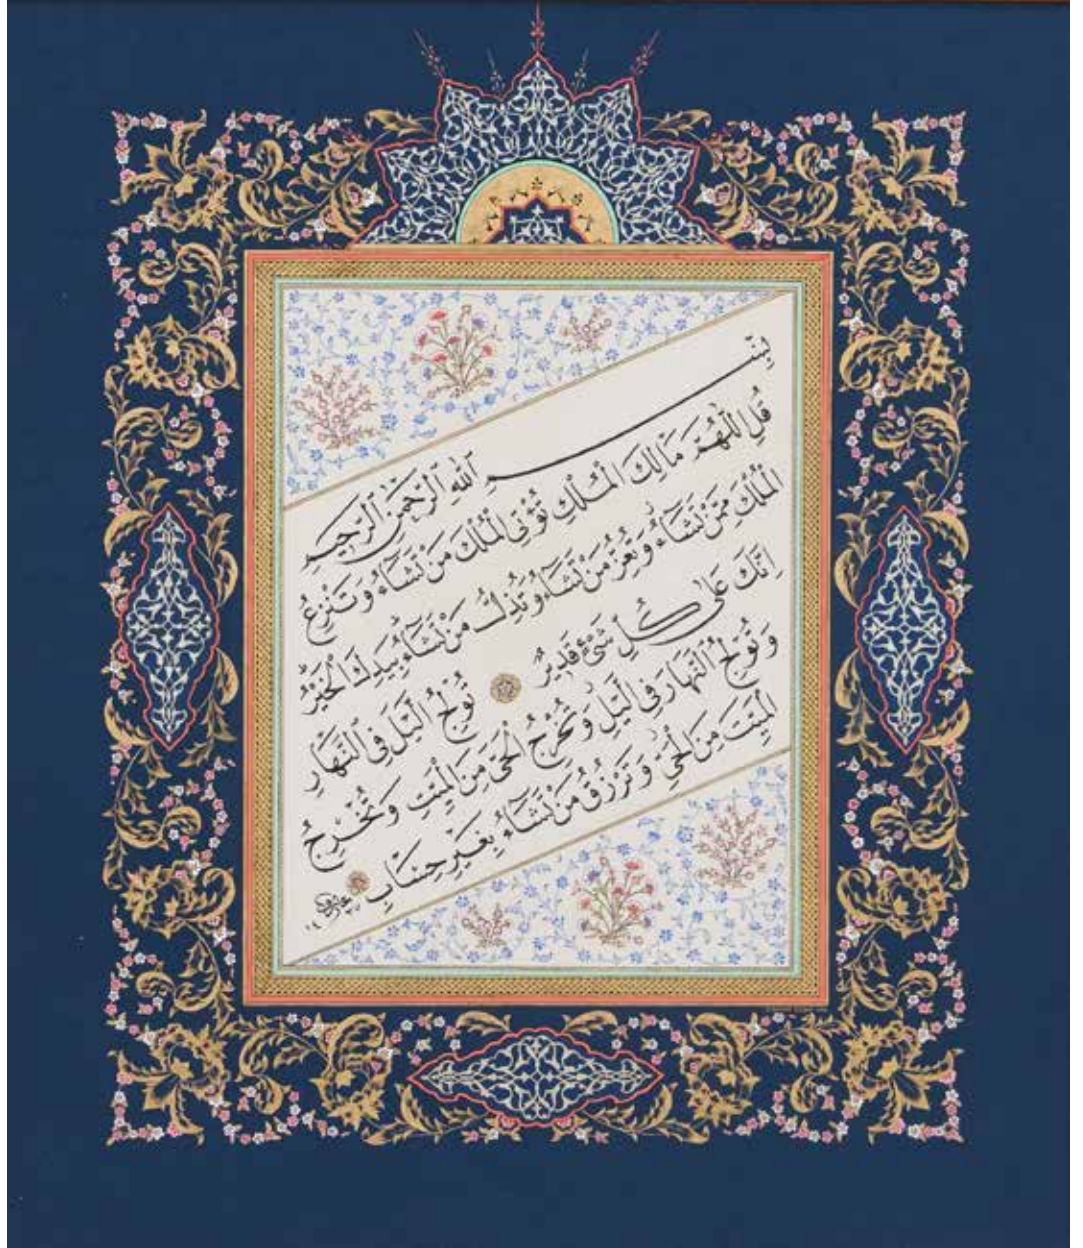 بِسْمِ اللهِ الرَّحْمٰنِ الرَّحِيمِ
قُلِ اللّٰهُمَّ مَالِكَ الْمُلْكِ تُؤْتِي الْمُلْكَ مَنْ تَشَاءُ وَتَنْزِعُ
الْمُلْكَ مِمَّنْ تَشَاءُ وَتُعِزُّ مَنْ تَشَاءُ وَتُذِلُّ مَنْ تَشَاءُ بِيَدِكَ الْخَيْرُ
اِنَّكَ عَلٰى كُلِّ شَيْءٍ قَدِيرٌ تُولِجُ الَّيْلَ فِي النَّهَارِ
وَتُولِجُ النَّهَارَ فِي الَّيْلِ وَتُخْرِجُ الْحَيَّ مِنَ الْمَيِّتِ وَتُخْرِجُ
الْمَيِّتَ مِنَ الْحَيِّ وَتَرْزُقُ مَنْ تَشَاءُ بِغَيْرِ حِسَابٍ